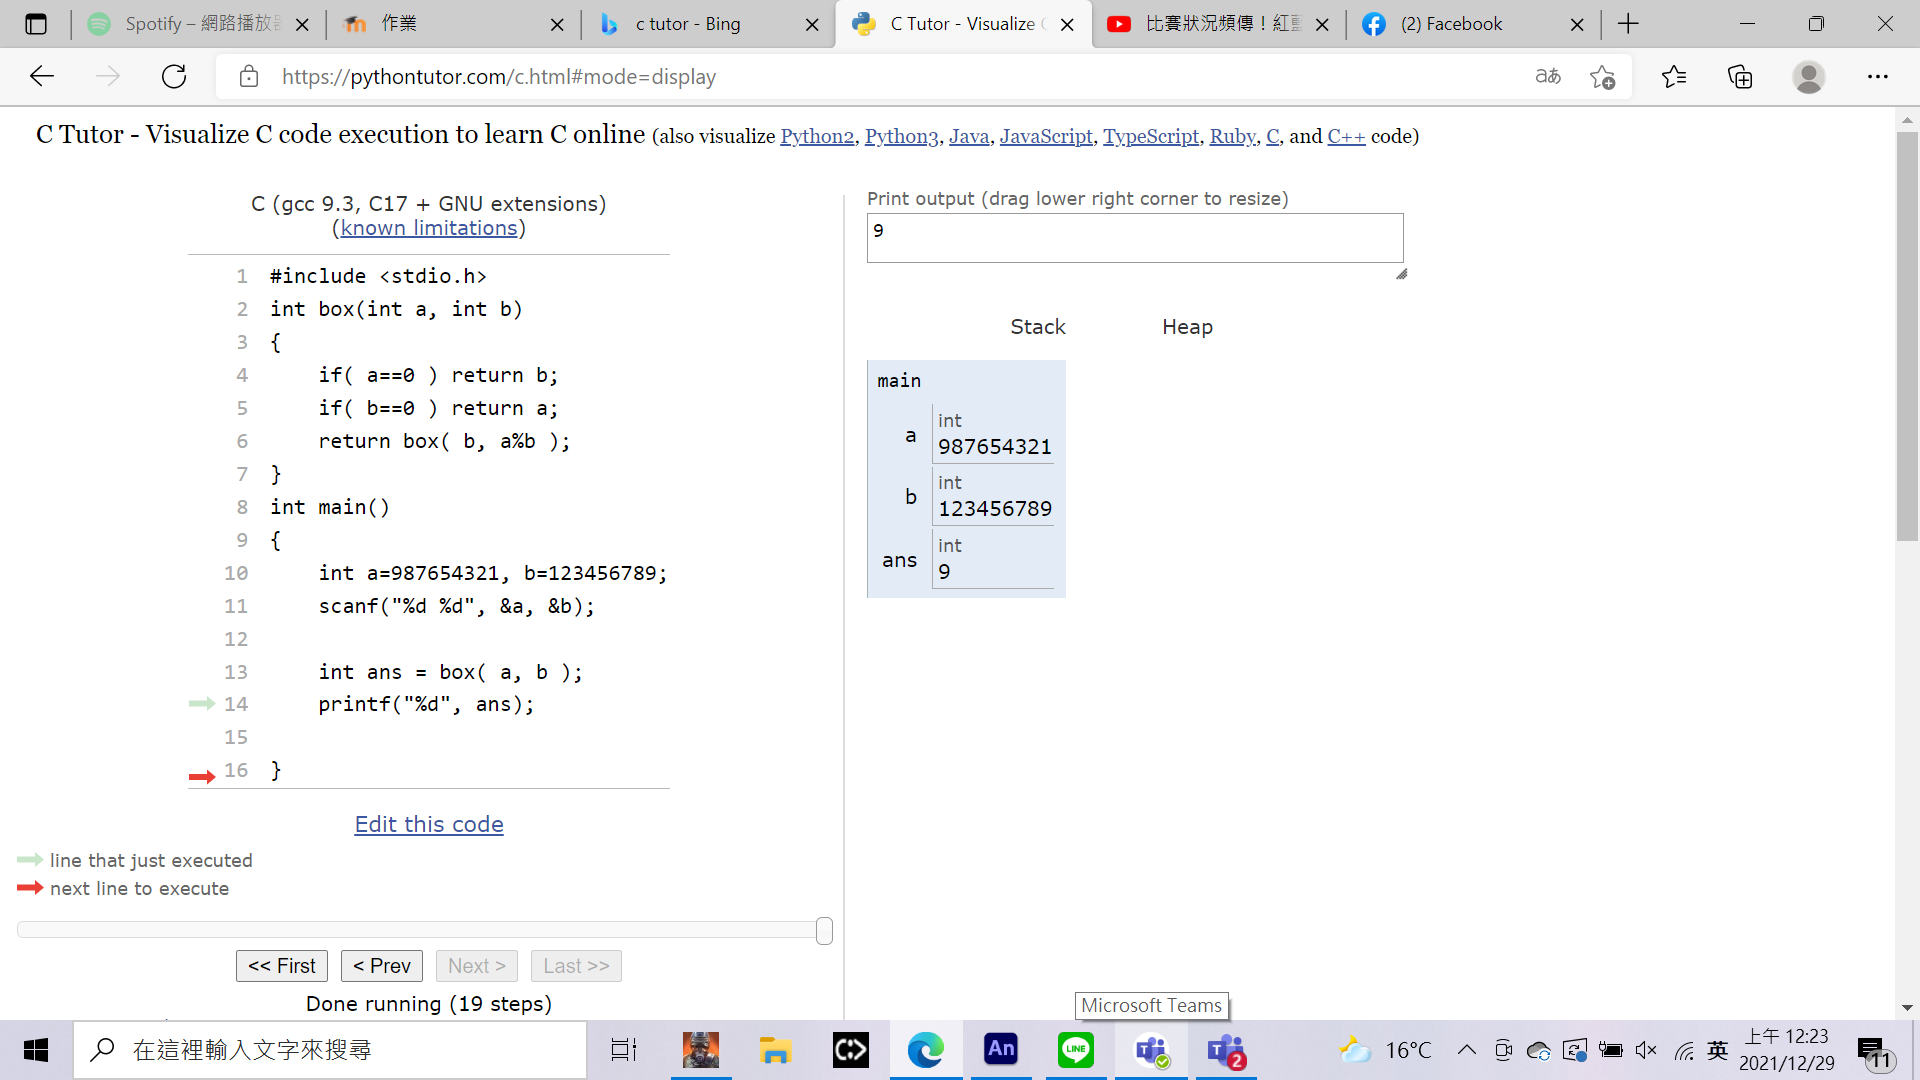 Spotify – 網路播放
作業
c tutor - Bing
C Tutor - Visualize
比賽狀況頻傳！紅
(2) Facebook
https://pythontutor.com/c.html#mode=display
aあ
C Tutor - Visualize C code execution to learn C online (also visualize Python2, Python3, Java, JavaScript, TypeScript, Ruby, C, and C++ code)
C (gcc 9.3, C17 + GNU extensions)
(known limitations)
1 #include <stdio.h>
2 int box(int a, int b)
3 {
4     if( a==0 ) return b;
5     if( b==0 ) return a;
6     return box( b, a%b );
7 }
8 int main()
9 {
10     int a=987654321, b=123456789;
11     scanf("%d %d", &a, &b);
12
13     int ans = box( a, b );
14     printf("%d", ans);
15
16 }
Edit this code
line that just executed
next line to execute
<< First
< Prev
Next >
Last >>
Done running (19 steps)
Print output (drag lower right corner to resize)
9
Stack
Heap
main
a int 987654321
b int 123456789
ans int 9
Microsoft Teams
在這裡輸入文字來搜尋
An
LINE
2
16°C
英
上午 12:23
2021/12/29
11